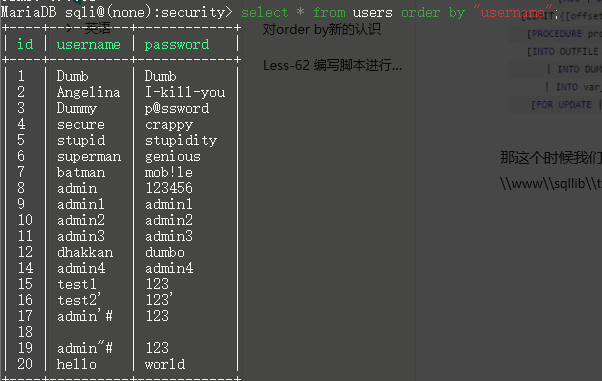 MariaDB sqli@(none):security> select * from users order by "username";
+----+----------+------------+
| id | username | password   |
+----+----------+------------+
| 1  | Dumb     | Dumb       |
| 2  | Angelina | I-kill-you |
| 3  | Dummy    | p@ssword   |
| 4  | secure   | crappy     |
| 5  | stupid   | stupidity  |
| 6  | superman | genious    |
| 7  | batman   | mob!le     |
| 8  | admin    | 123456     |
| 9  | admin1   | admin1     |
| 10 | admin2   | admin2     |
| 11 | admin3   | admin3     |
| 12 | dhakkan  | dumbo      |
| 14 | admin4   | admin4     |
| 15 | test1    | 123        |
| 16 | test2'   | 123'       |
| 17 | admin'#  | 123        |
| 18 |          |            |
| 19 | admin"#  | 123        |
| 20 | hello    | world      |
+----+----------+------------+
英语
对order by新的认识
Less-62 编写脚本进行...
{[offset
[PROCEDURE pro
[INTO OUTFILE
| INTO DUM
| INTO var_
[FOR UPDATE |
那这个时候我们
\\www\\sqllib\\t